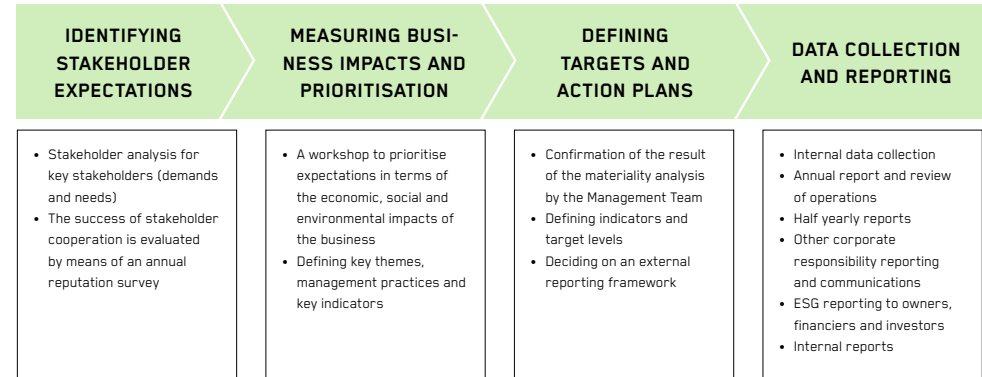 IDENTIFYING
STAKEHOLDER
EXPECTATIONS
MEASURING BUSI-
NESS IMPACTS AND
PRIORITISATION
DEFINING
TARGETS AND
ACTION PLANS
DATA COLLECTION
AND REPORTING
• Stakeholder analysis for
key stakeholders (demands
and needs)
• The success of stakeholder
cooperation is evaluated
by means of an annual
reputation survey
• A workshop to prioritise
expectations in terms of
the economic, social and
environmental impacts of
the business
• Defining key themes,
management practices and
key indicators
• Confirmation of the result
of the materiality analysis
by the Management Team
• Defining indicators and
target levels
• Deciding on an external
reporting framework
• Internal data collection
• Annual report and review
of operations
• Half yearly reports
• Other corporate
responsibility reporting
and communications
• ESG reporting to owners,
financiers and investors
• Internal reports